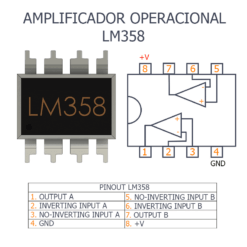 AMPLIFICADOR OPERACIONAL
LM358
+V
8 7 6 5
LM358
1 2 3 4
GND
PINOUT LM358
1. OUTPUT A 5. NO-INVERTING INPUT B
2. INVERTING INPUT A 6. INVERTING INPUT B
3. NO-INVERTING INPUT A 7. OUTPUT B
4. GND 8. +V